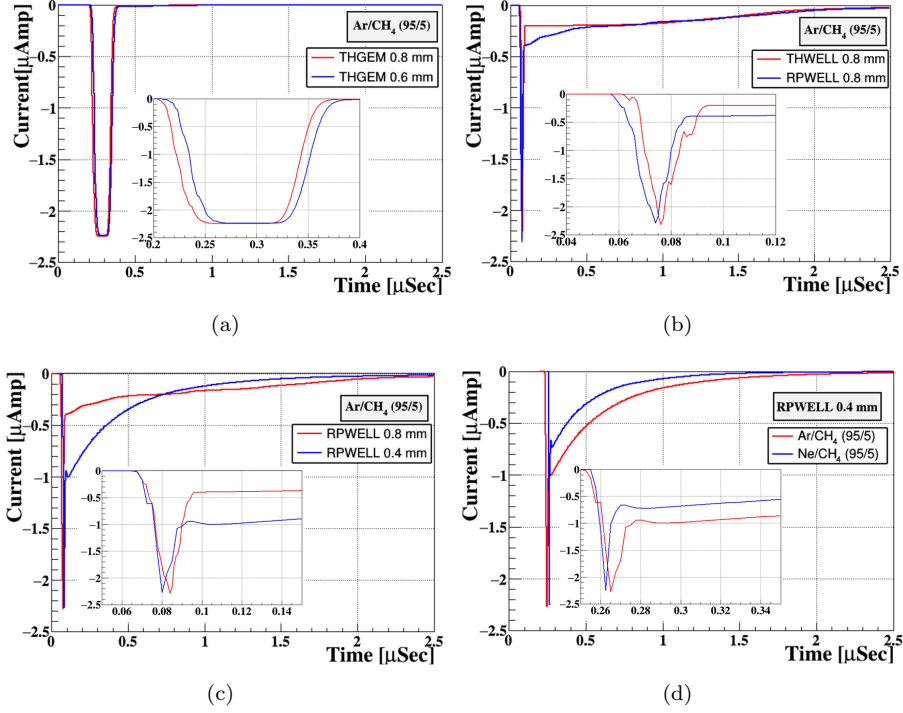 Ar/CH4 (95/5)
THGEM 0.8 mm
THGEM 0.6 mm
Current[μAmp]
0
−0.5
−1
−1.5
−2
−2.5
0
−0.5
−1
−1.5
−2
−2.5
0.2 0.25 0.3 0.35 0.4
0 0.5 1 1.5 2 2.5
Time [μSec]
(a)
Ar/CH4 (95/5)
THWELL 0.8 mm
RPWELL 0.8 mm
Current [μAmp]
0
−0.5
−1
−1.5
−2
−2.5
0
−0.5
−1
−1.5
−2
−2.5
0.04 0.06 0.08 0.1 0.12
0 0.5 1 1.5 2 2.5
Time [μSec]
(b)
Ar/CH4 (95/5)
RPWELL 0.8 mm
RPWELL 0.4 mm
Current [μAmp]
0
−0.5
−1
−1.5
−2
−2.5
0
−0.5
−1
−1.5
−2
−2.5
0.06 0.08 0.1 0.12 0.14
0 0.5 1 1.5 2 2.5
Time [μSec]
(c)
RPWELL 0.4 mm
Ar/CH4 (95/5)
Ne/CH4 (95/5)
Current [μAmp]
0
−0.5
−1
−1.5
−2
−2.5
0
−0.5
−1
−1.5
−2
−2.5
0.26 0.28 0.3 0.32 0.34
0 0.5 1 1.5 2 2.5
Time [μSec]
(d)